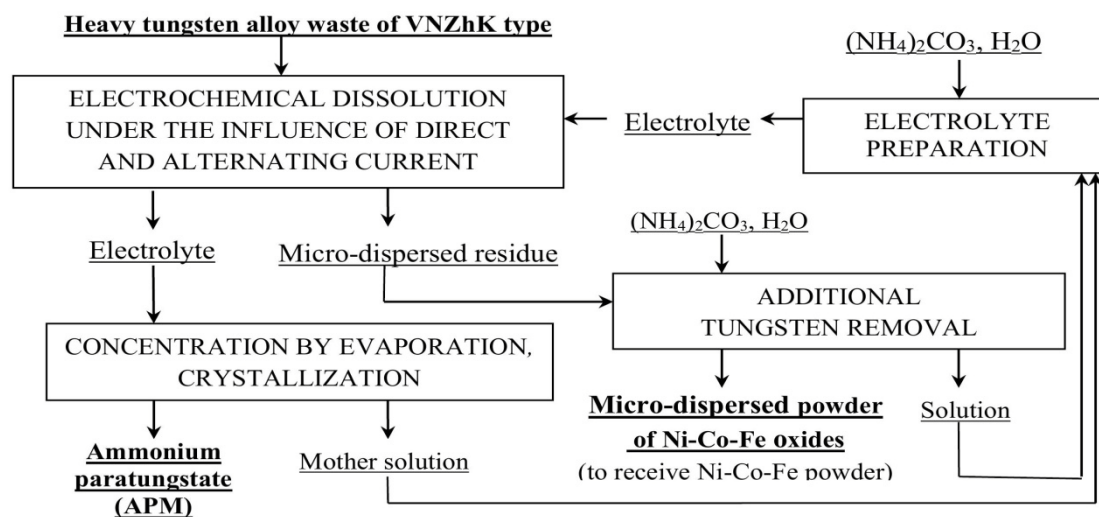 Heavy tungsten alloy waste of VNZhK type
(NH₄)₂CO₃, H₂O
ELECTROCHEMICAL DISSOLUTION
UNDER THE INFLUENCE OF DIRECT
AND ALTERNATING CURRENT
Electrolyte
ELECTROLYTE
PREPARATION
Electrolyte
Micro-dispersed residue
(NH₄)₂CO₃, H₂O
ADDITIONAL
TUNGSTEN REMOVAL
CONCENTRATION BY EVAPORATION,
CRYSTALLIZATION
Micro-dispersed powder
of Ni-Co-Fe oxides
(to receive Ni-Co-Fe powder)
Solution
Ammonium
paratungstate
(APM)
Mother solution